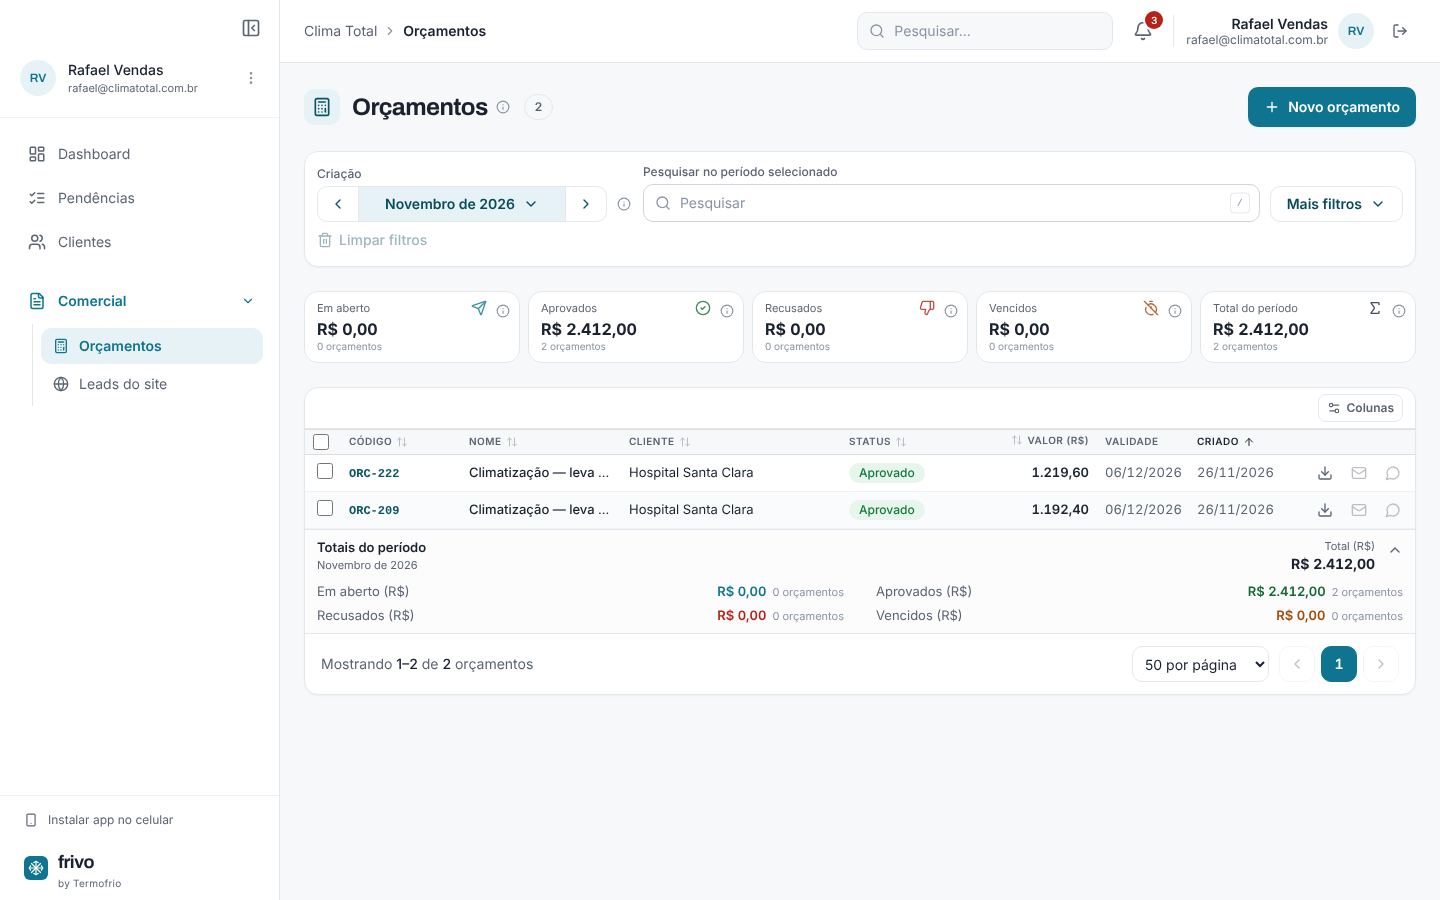 RV
Rafael Vendas
rafael@climatotal.com.br
Dashboard
Pendências
Clientes
Comercial
Orçamentos
Leads do site
Instalar app no celular
frivo
by Termofrio
Clima Total > Orçamentos
Pesquisar...
3
Rafael Vendas
rafael@climatotal.com.br
RV
Orçamentos
2
+ Novo orçamento
Criação
Novembro de 2026
Pesquisar no período selecionado
Pesquisar
/
Mais filtros
Limpar filtros
Em aberto
R$ 0,00
0 orçamentos
Aprovados
R$ 2.412,00
2 orçamentos
Recusados
R$ 0,00
0 orçamentos
Vencidos
R$ 0,00
0 orçamentos
Total do período
Σ
R$ 2.412,00
2 orçamentos
Colunas
CÓDIGO NOME CLIENTE STATUS VALOR (R$) VALIDADE CRIADO
ORC-222 Climatização — leva ... Hospital Santa Clara Aprovado 1.219,60 06/12/2026 26/11/2026
ORC-209 Climatização — leva ... Hospital Santa Clara Aprovado 1.192,40 06/12/2026 26/11/2026
Totais do período
Novembro de 2026
Total (R$)
R$ 2.412,00
Em aberto (R$) R$ 0,00 0 orçamentos Aprovados (R$) R$ 2.412,00 2 orçamentos
Recusados (R$) R$ 0,00 0 orçamentos Vencidos (R$) R$ 0,00 0 orçamentos
Mostrando 1–2 de 2 orçamentos
50 por página
1